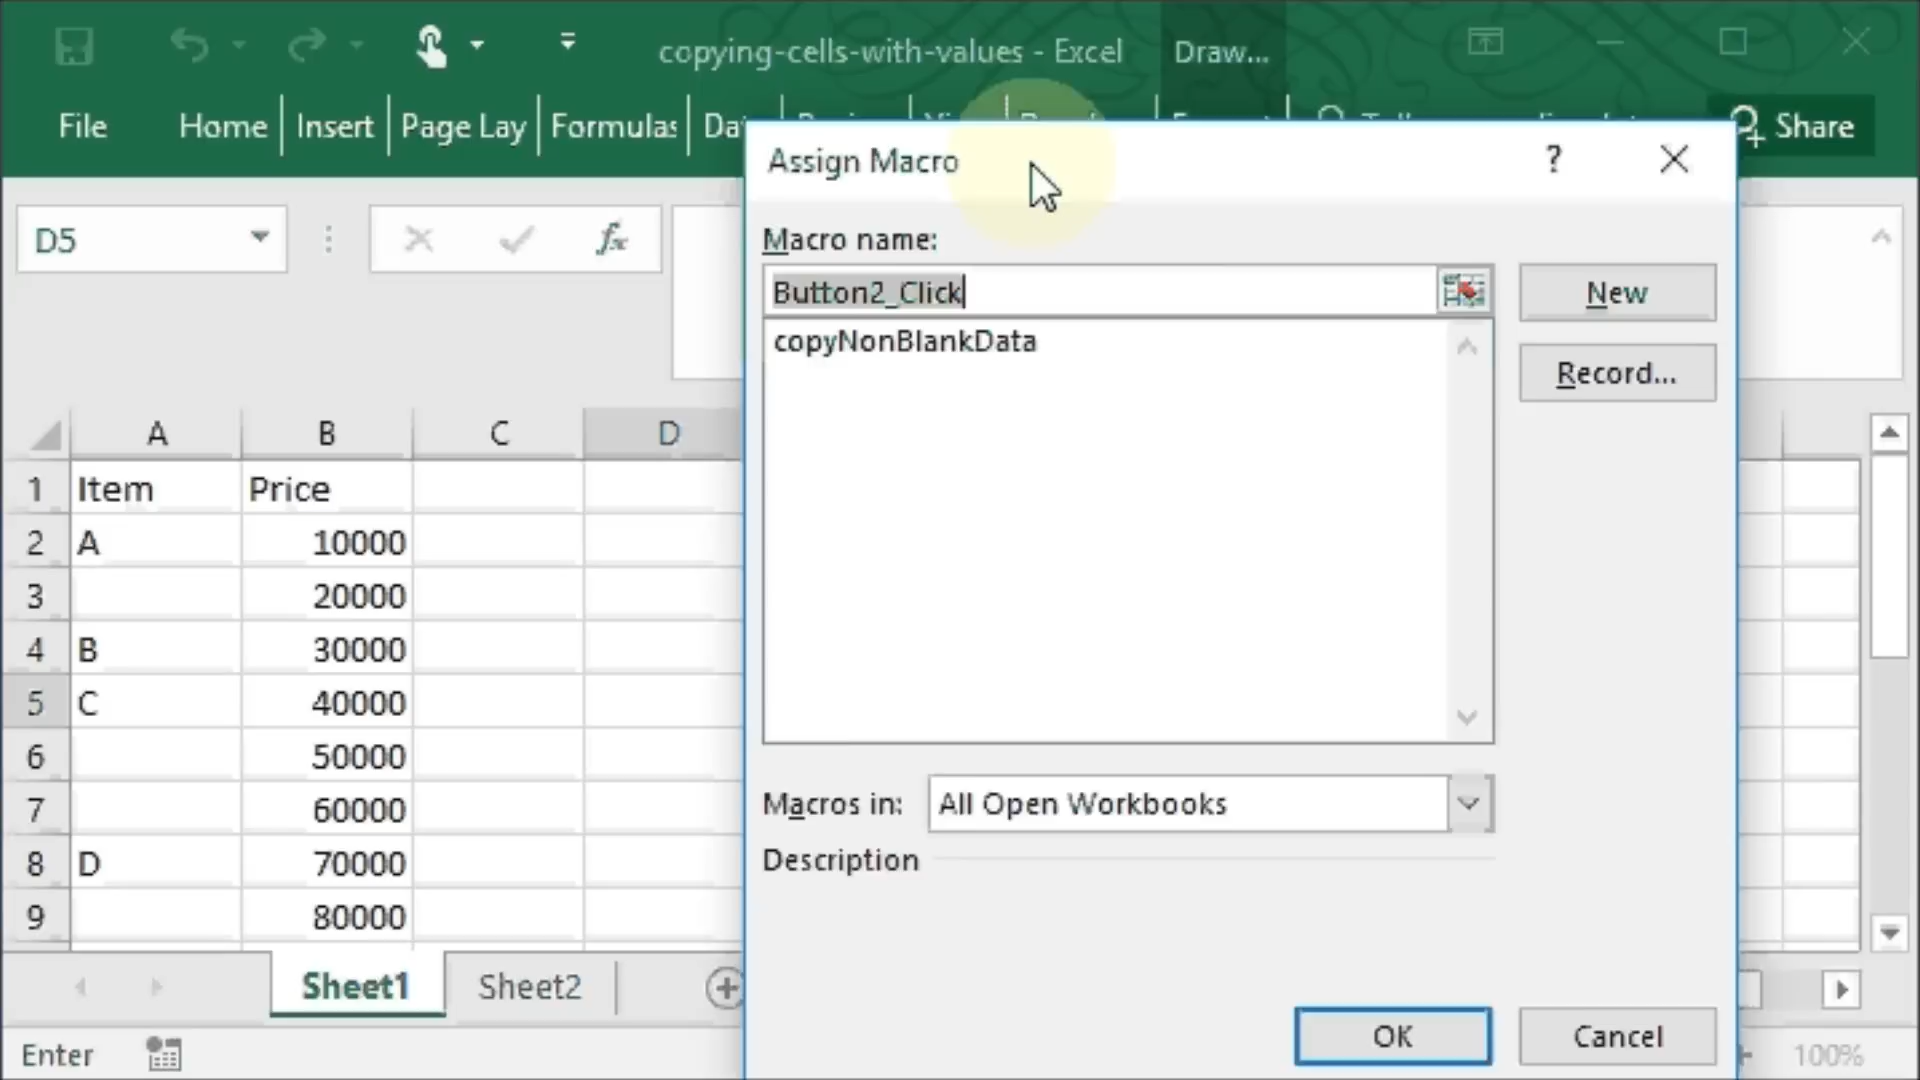 copying-cells-with-values - Excel
Draw...
File
Home
Insert
Page Lay
Formulas
Share
Assign Macro
?
D5
fx
Macro name:
Button2_Click
New
copyNonBlankData
Record...
A B C D
1 Item Price
2 A 10000
3 20000
4 B 30000
5 C 40000
6 50000
7 60000
8 D 70000
9 80000
Macros in:
All Open Workbooks
Description
Sheet1
Sheet2
OK
Cancel
Enter
100%